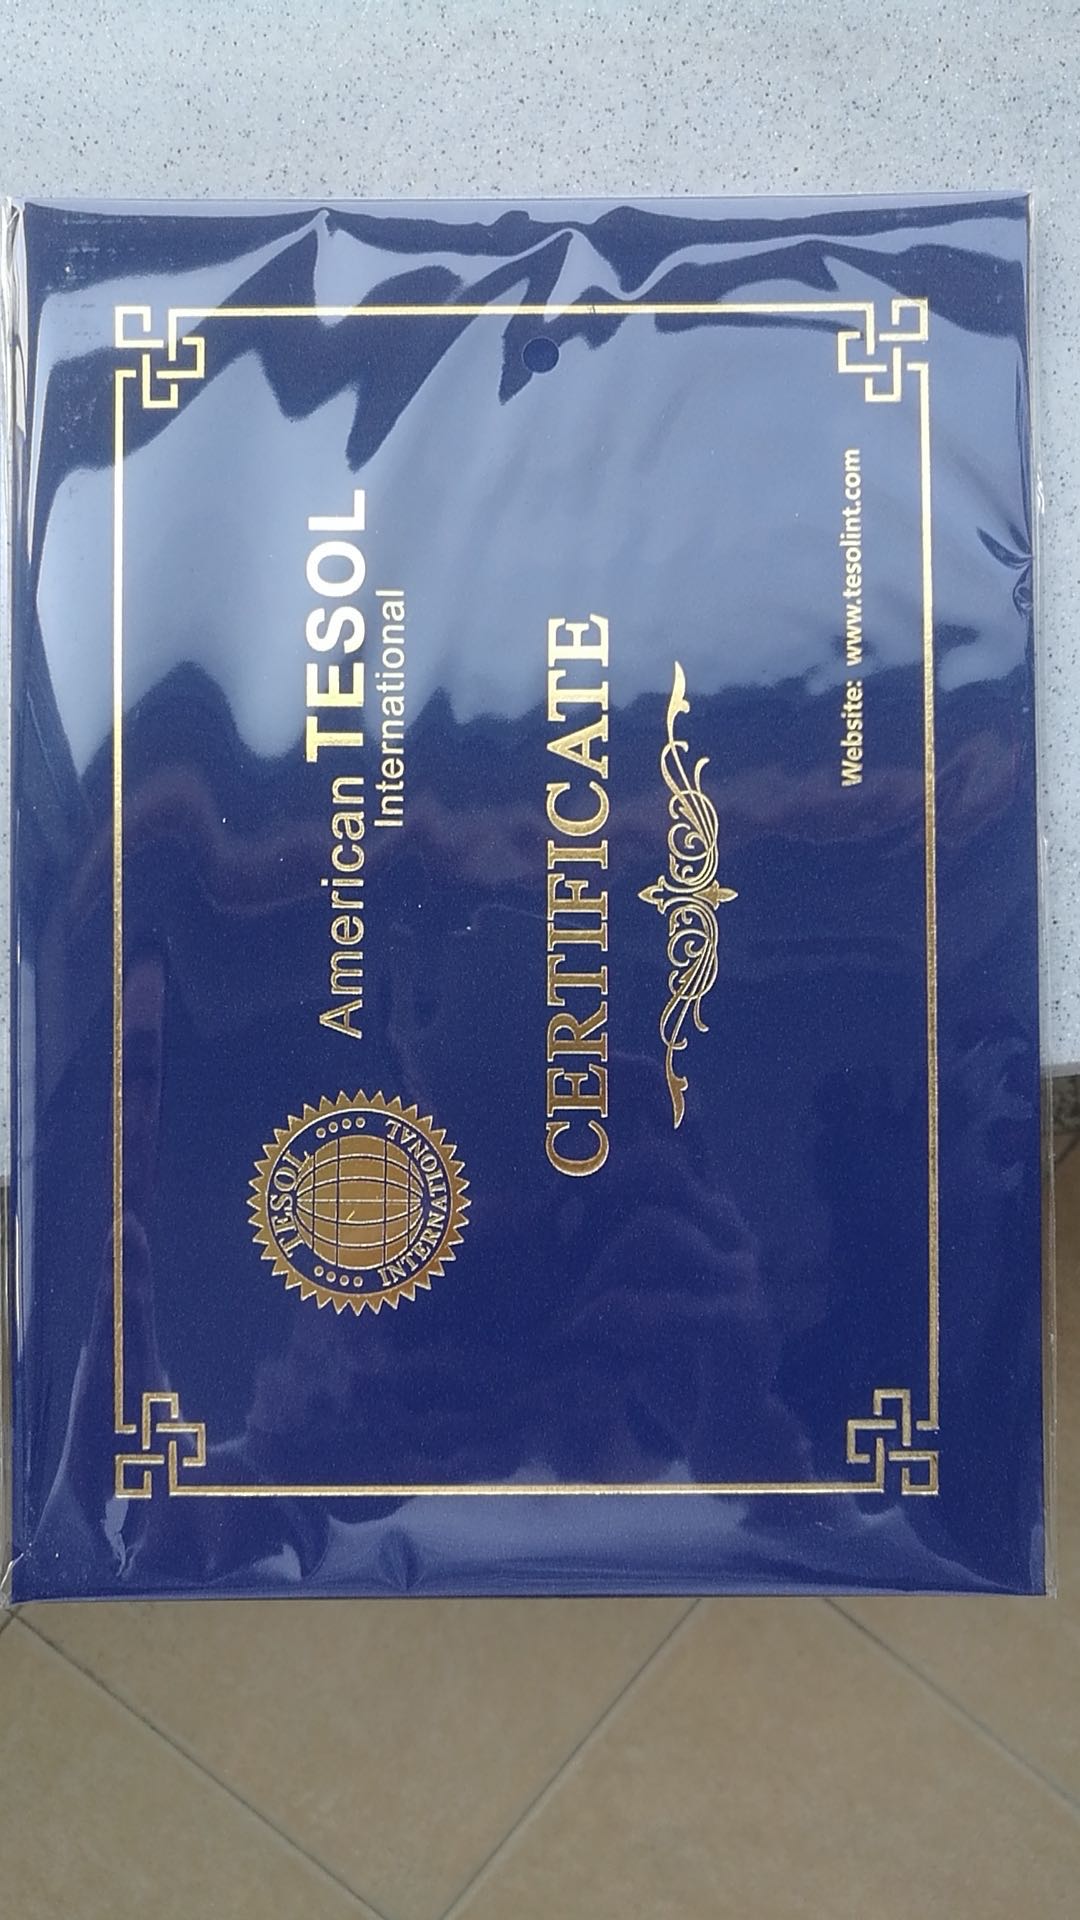 TESOL
INTERNATIONAL
American TESOL
International
CERTIFICATE
Website: www.tesolint.com